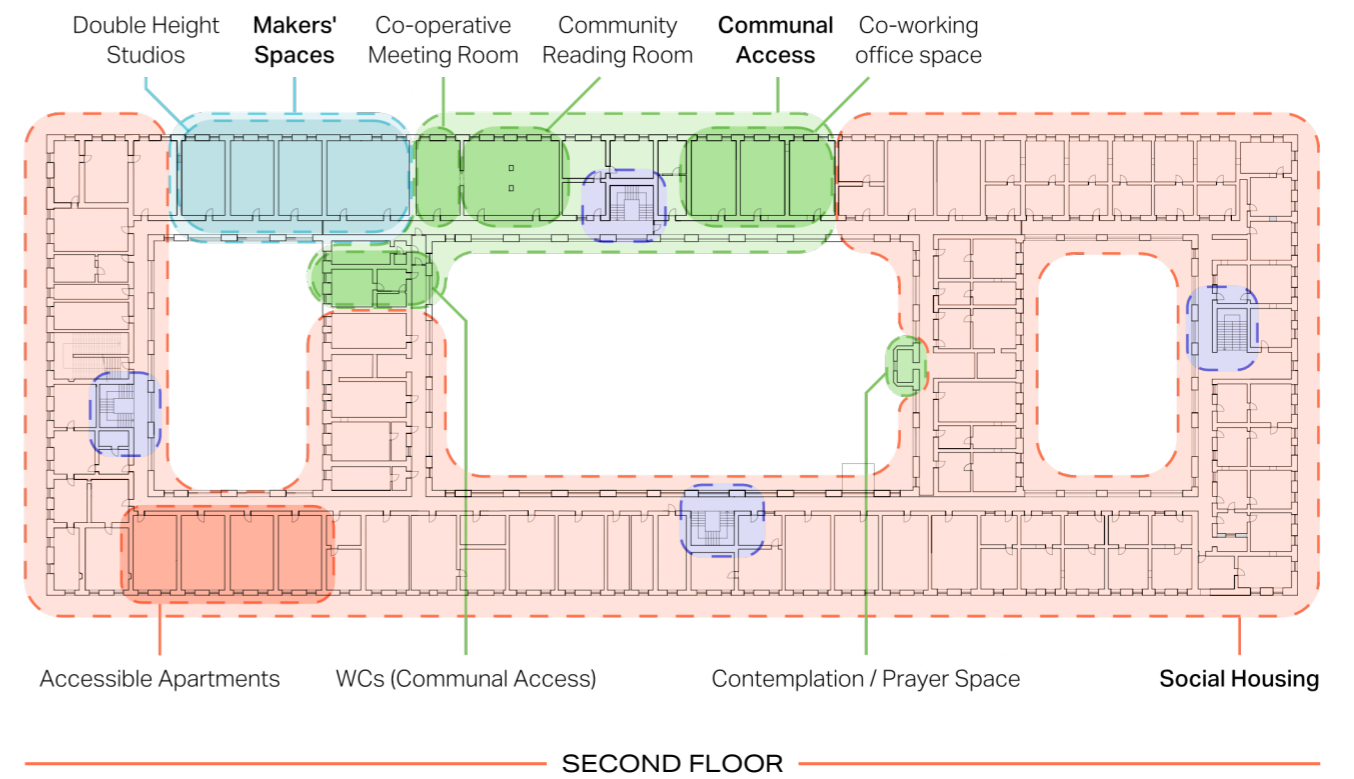 Double Height
Studios
Makers'
Spaces
Co-operative
Meeting Room
Community
Reading Room
Communal
Access
Co-working
office space
Accessible Apartments
WCs (Communal Access)
Contemplation / Prayer Space
Social Housing
SECOND FLOOR